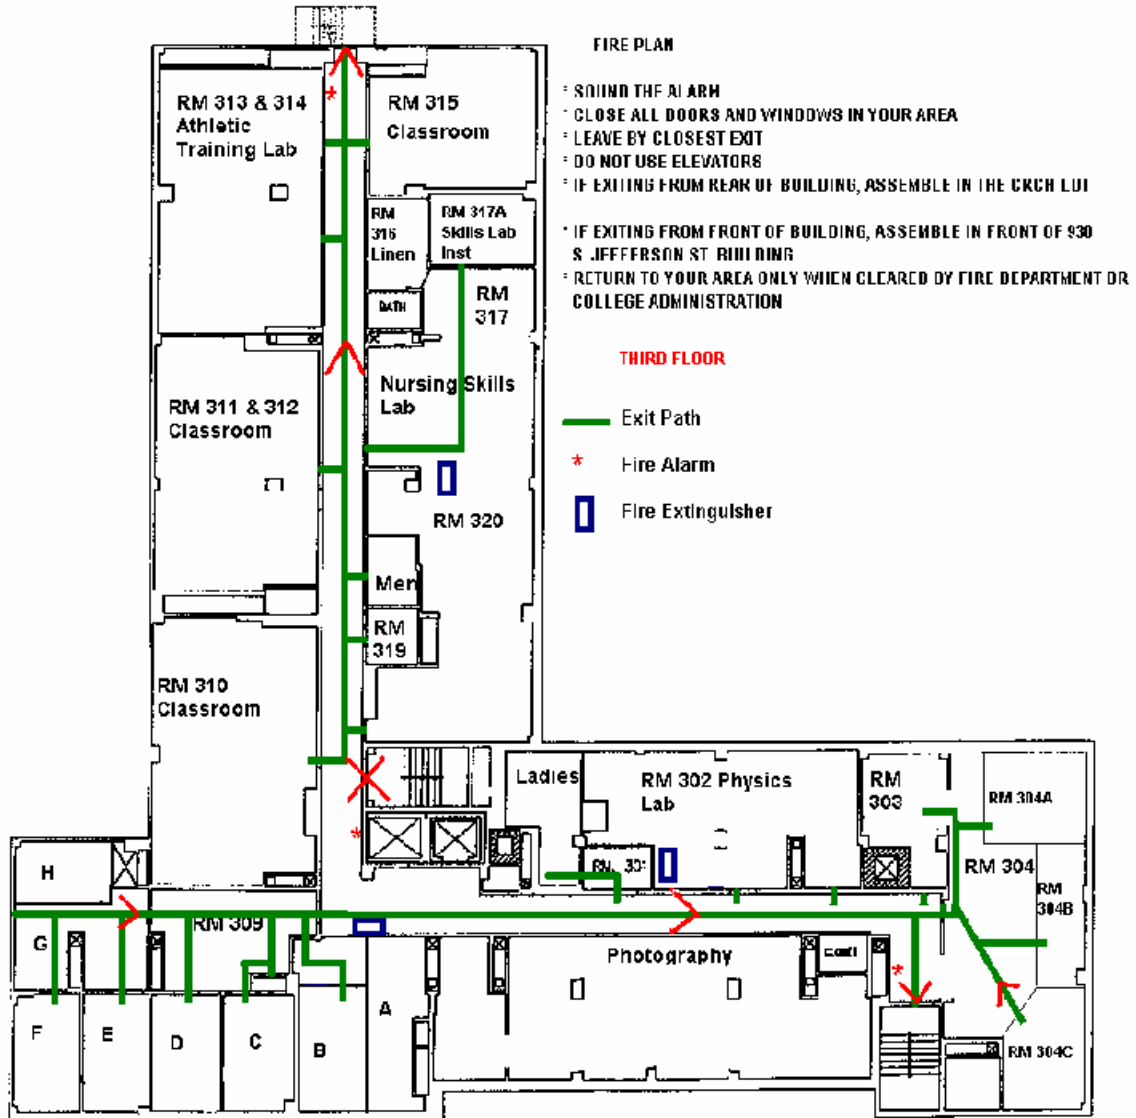 FIRE PLAN
* SOUND THE ALARM
* CLOSE ALL DOORS AND WINDOWS IN YOUR AREA
* LEAVE BY CLOSEST EXIT
* DO NOT USE ELEVATORS
* IF EXITING FROM REAR OF BUILDING, ASSEMBLE IN THE CRCH LOT
* IF EXITING FROM FRONT OF BUILDING, ASSEMBLE IN FRONT OF 930
S. JEFFERSON ST. BUILDING
* RETURN TO YOUR AREA ONLY WHEN CLEARED BY FIRE DEPARTMENT OR
COLLEGE ADMINISTRATION
THIRD FLOOR
Exit Path
* Fire Alarm
Fire Extinguisher
RM 313 & 314
Athletic
Training Lab
*
RM 315
Classroom
RM
316
Linen
RM 317A
Skills Lab
Inst
BATH
RM
317
Nursing Skills
Lab
RM 311 & 312
Classroom
RM 320
Men
RM
319
RM 310
Classroom
*
Ladies
RM 302 Physics
Lab
RM
303
RM 304A
RM 304
RM
304B
RM 304C
H
G
RM 309
F
E
D
C
B
A
Photography
*